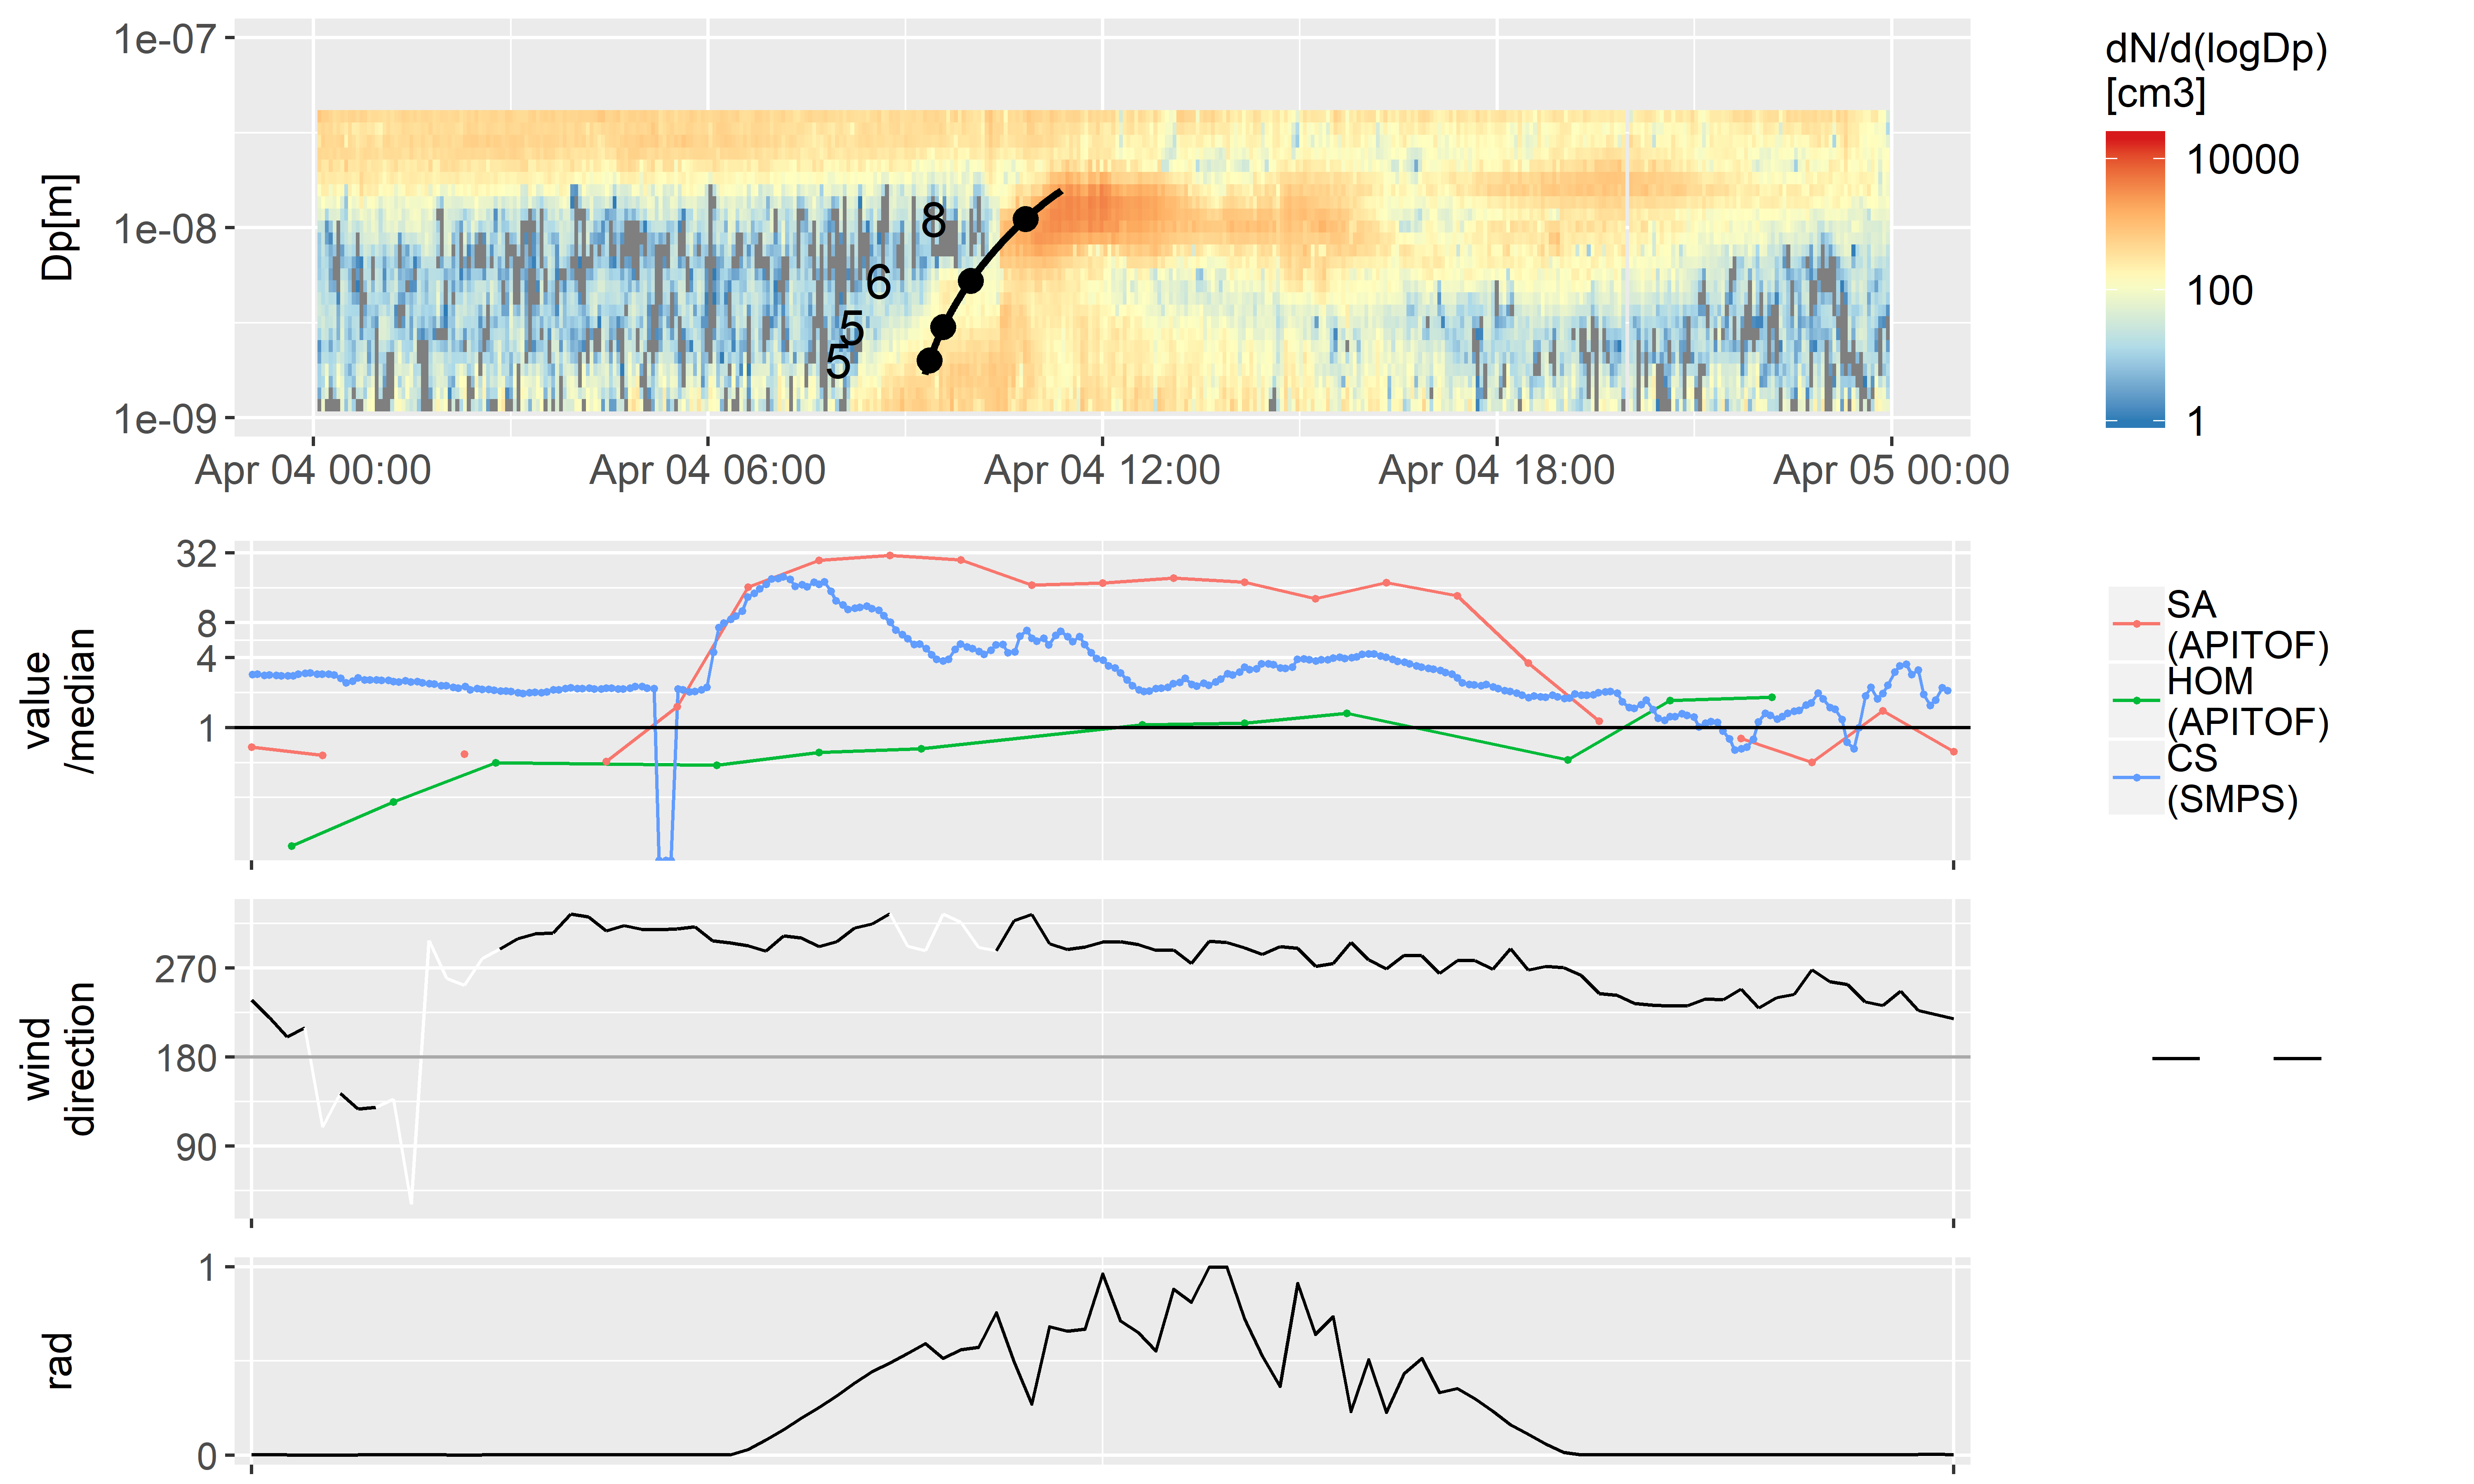 1e-07
1e-08
1e-09
Dp[m]
8
6
5
5
Apr 04 00:00
Apr 04 06:00
Apr 04 12:00
Apr 04 18:00
Apr 05 00:00
dN/d(logDp)
[cm3]
10000
100
1
32
8
4
1
value
/median
SA
(APITOF)
HOM
(APITOF)
CS
(SMPS)
270
180
90
wind
direction
1
0
rad